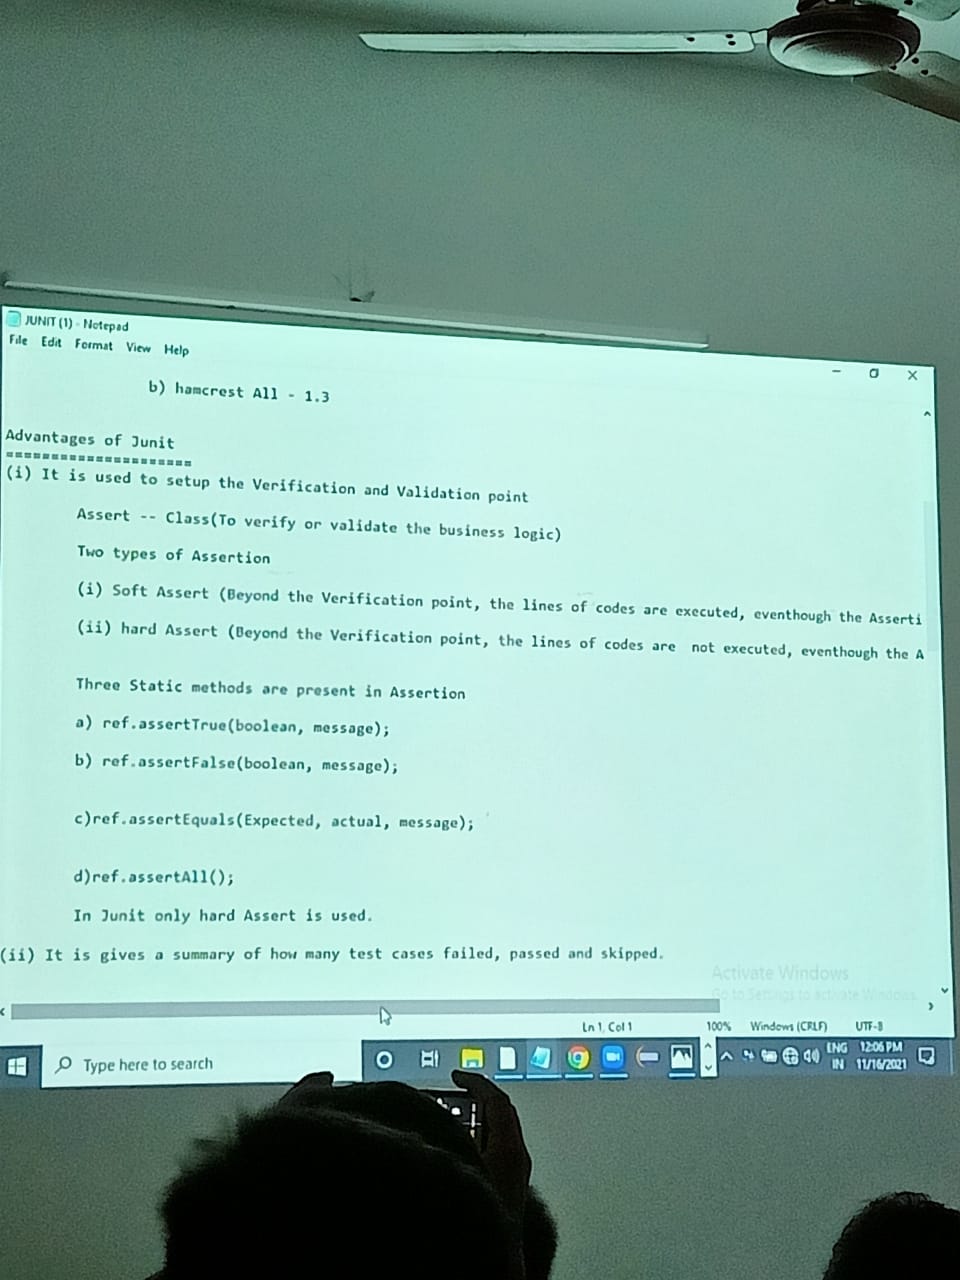 JUNIT (1) - Notepad
File Edit Format View Help
b) hamcrest All - 1.3
Advantages of Junit
=====================
(i) It is used to setup the Verification and Validation point
Assert -- Class(To verify or validate the business logic)
Two types of Assertion
(i) Soft Assert (Beyond the Verification point, the lines of codes are executed, eventhough the Asserti
(ii) hard Assert (Beyond the Verification point, the lines of codes are not executed, eventhough the A
Three Static methods are present in Assertion
a) ref.assertTrue(boolean, message);
b) ref.assertFalse(boolean, message);
c)ref.assertEquals(Expected, actual, message);
d)ref.assertAll();
In Junit only hard Assert is used.
(ii) It is gives a summary of how many test cases failed, passed and skipped.
Activate Windows
Go to Settings to activate Windows.
Ln 1, Col 1 100% Windows (CRLF) UTF-8
Type here to search
ENG 12:06 PM
IN 11/16/2021